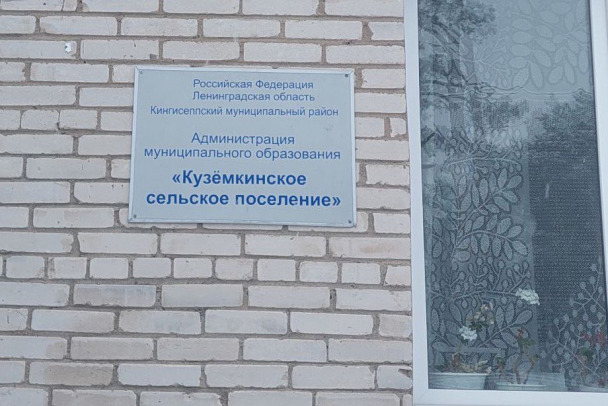 Российская Федерация
Ленинградская область
Кингисеппский муниципальный район
Администрация
муниципального образования
«Кузёмкинское
сельское поселение»